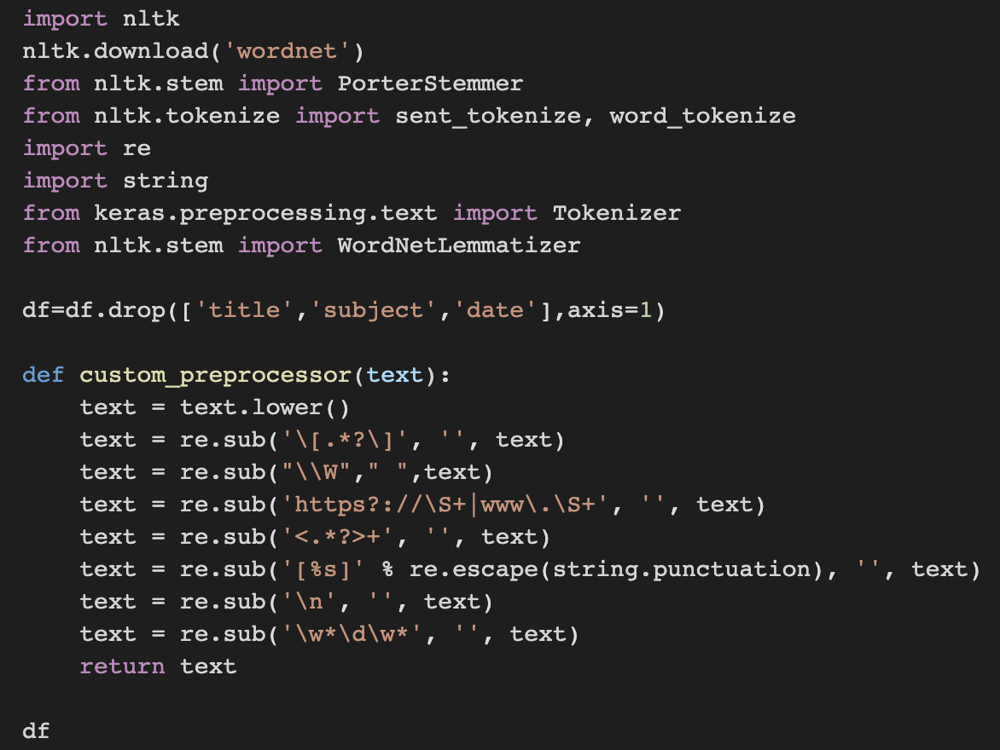 import nltk
nltk.download('wordnet')
from nltk.stem import PorterStemmer
from nltk.tokenize import sent_tokenize, word_tokenize
import re
import string
from keras.preprocessing.text import Tokenizer
from nltk.stem import WordNetLemmatizer

df=df.drop(['title','subject','date'],axis=1)

def custom_preprocessor(text):
    text = text.lower()
    text = re.sub('\[.*?\]', '', text)
    text = re.sub("\\W"," ",text)
    text = re.sub('https?://\S+|www\.\S+', '', text)
    text = re.sub('<.*?>+', '', text)
    text = re.sub('[%s]' % re.escape(string.punctuation), '', text)
    text = re.sub('\n', '', text)
    text = re.sub('\w*\d\w*', '', text)
    return text

df